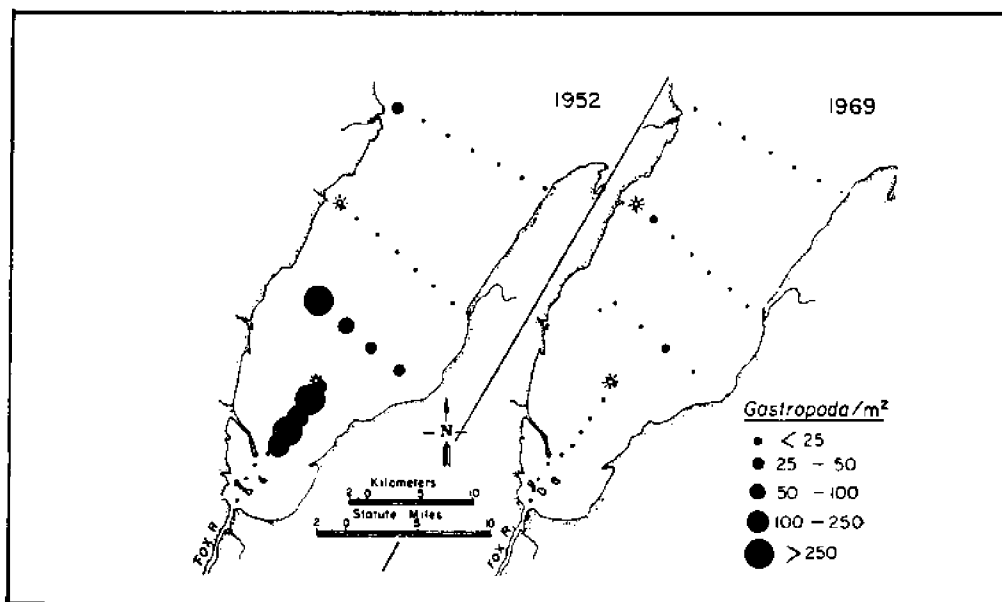 1952
1969
N
Kilometers
2 0 5 10
Statute Miles
2 0 5 10
FOX R.
FOX R.
Gastropoda/m²
< 25
25 - 50
50 - 100
100 - 250
> 250